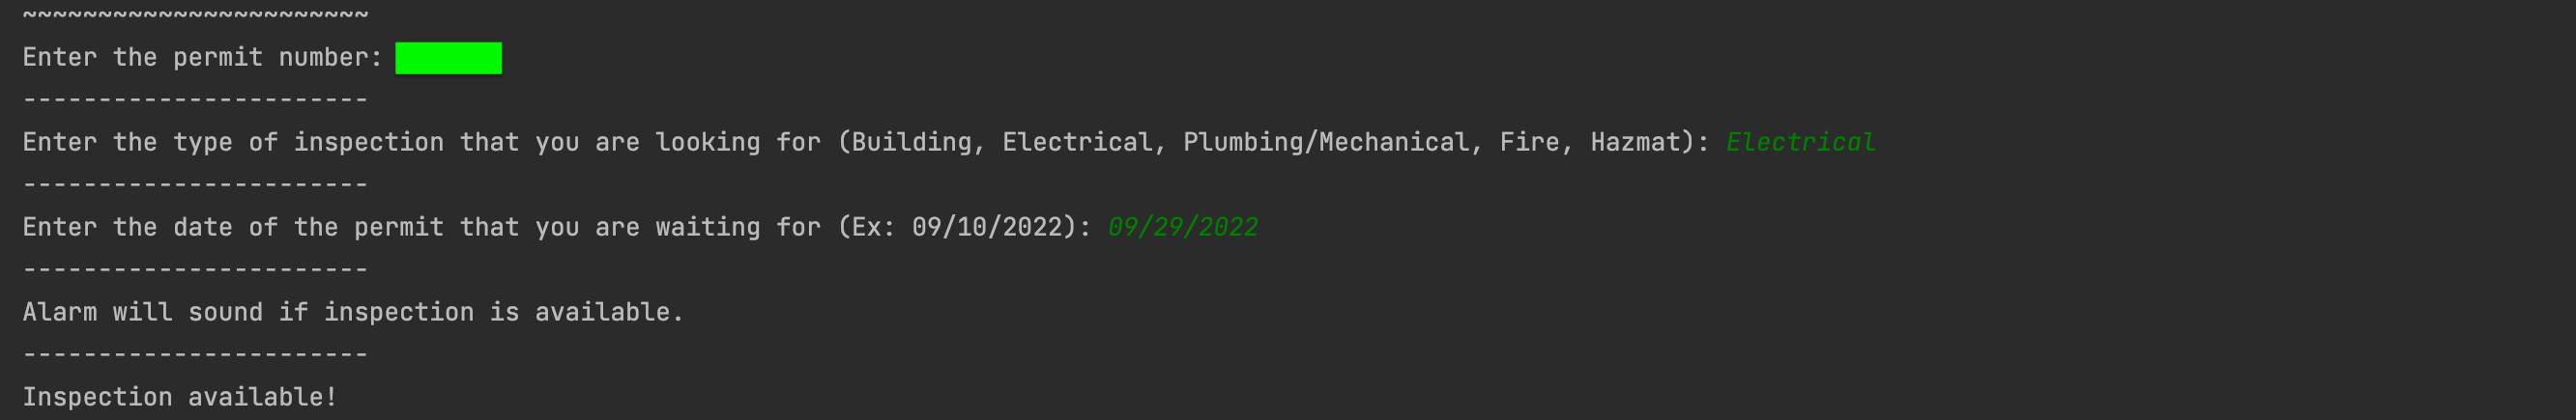 ~~~~~~~~~~~~~~~~~~~~~~~
Enter the permit number:
-----------------------
Enter the type of inspection that you are looking for (Building, Electrical, Plumbing/Mechanical, Fire, Hazmat): Electrical
-----------------------
Enter the date of the permit that you are waiting for (Ex: 09/10/2022): 09/29/2022
-----------------------
Alarm will sound if inspection is available.
-----------------------
Inspection available!